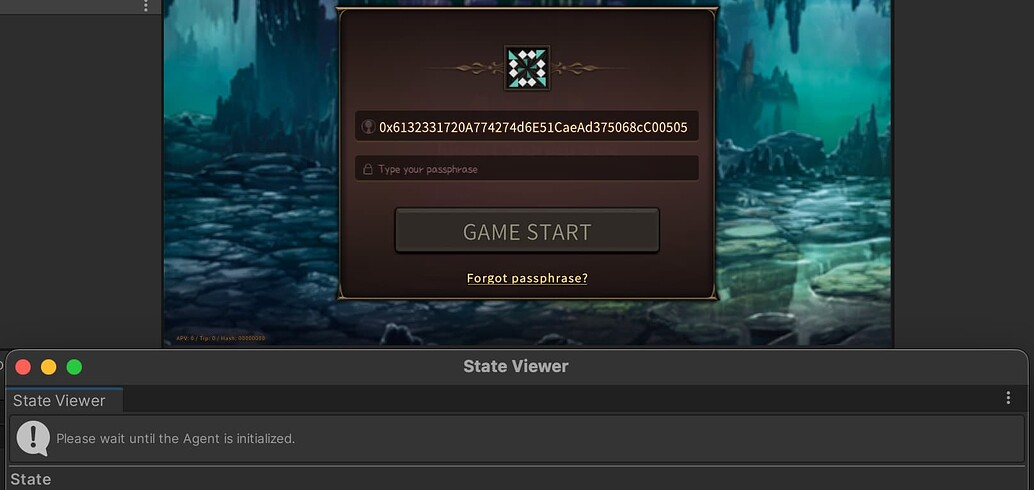 0x6132331720A774274d6E51CaeAd375068cC00505
Type your passphrase
GAME START
Forgot passphrase?
APV: 0 / Tip: 0 / Hash: 00000000
State Viewer
State Viewer
Please wait until the Agent is initialized.
State